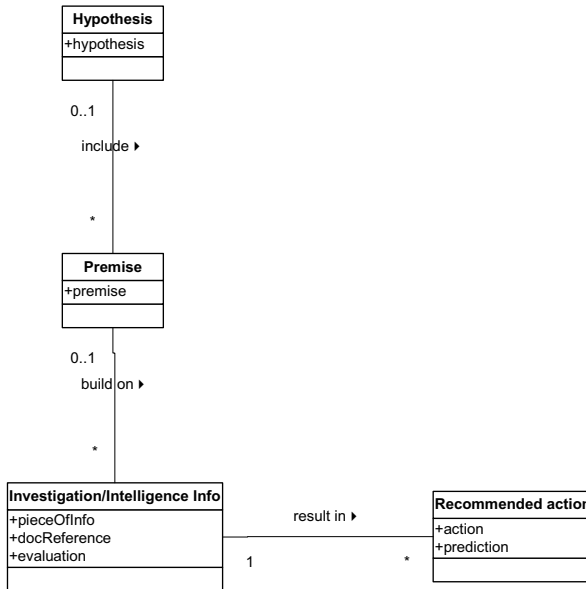 Hypothesis
+hypothesis
0..1
include
*
Premise
+premise
0..1
build on
*
Investigation/Intelligence Info
+pieceOfInfo
+docReference
+evaluation
result in
1
*
Recommended action
+action
+prediction